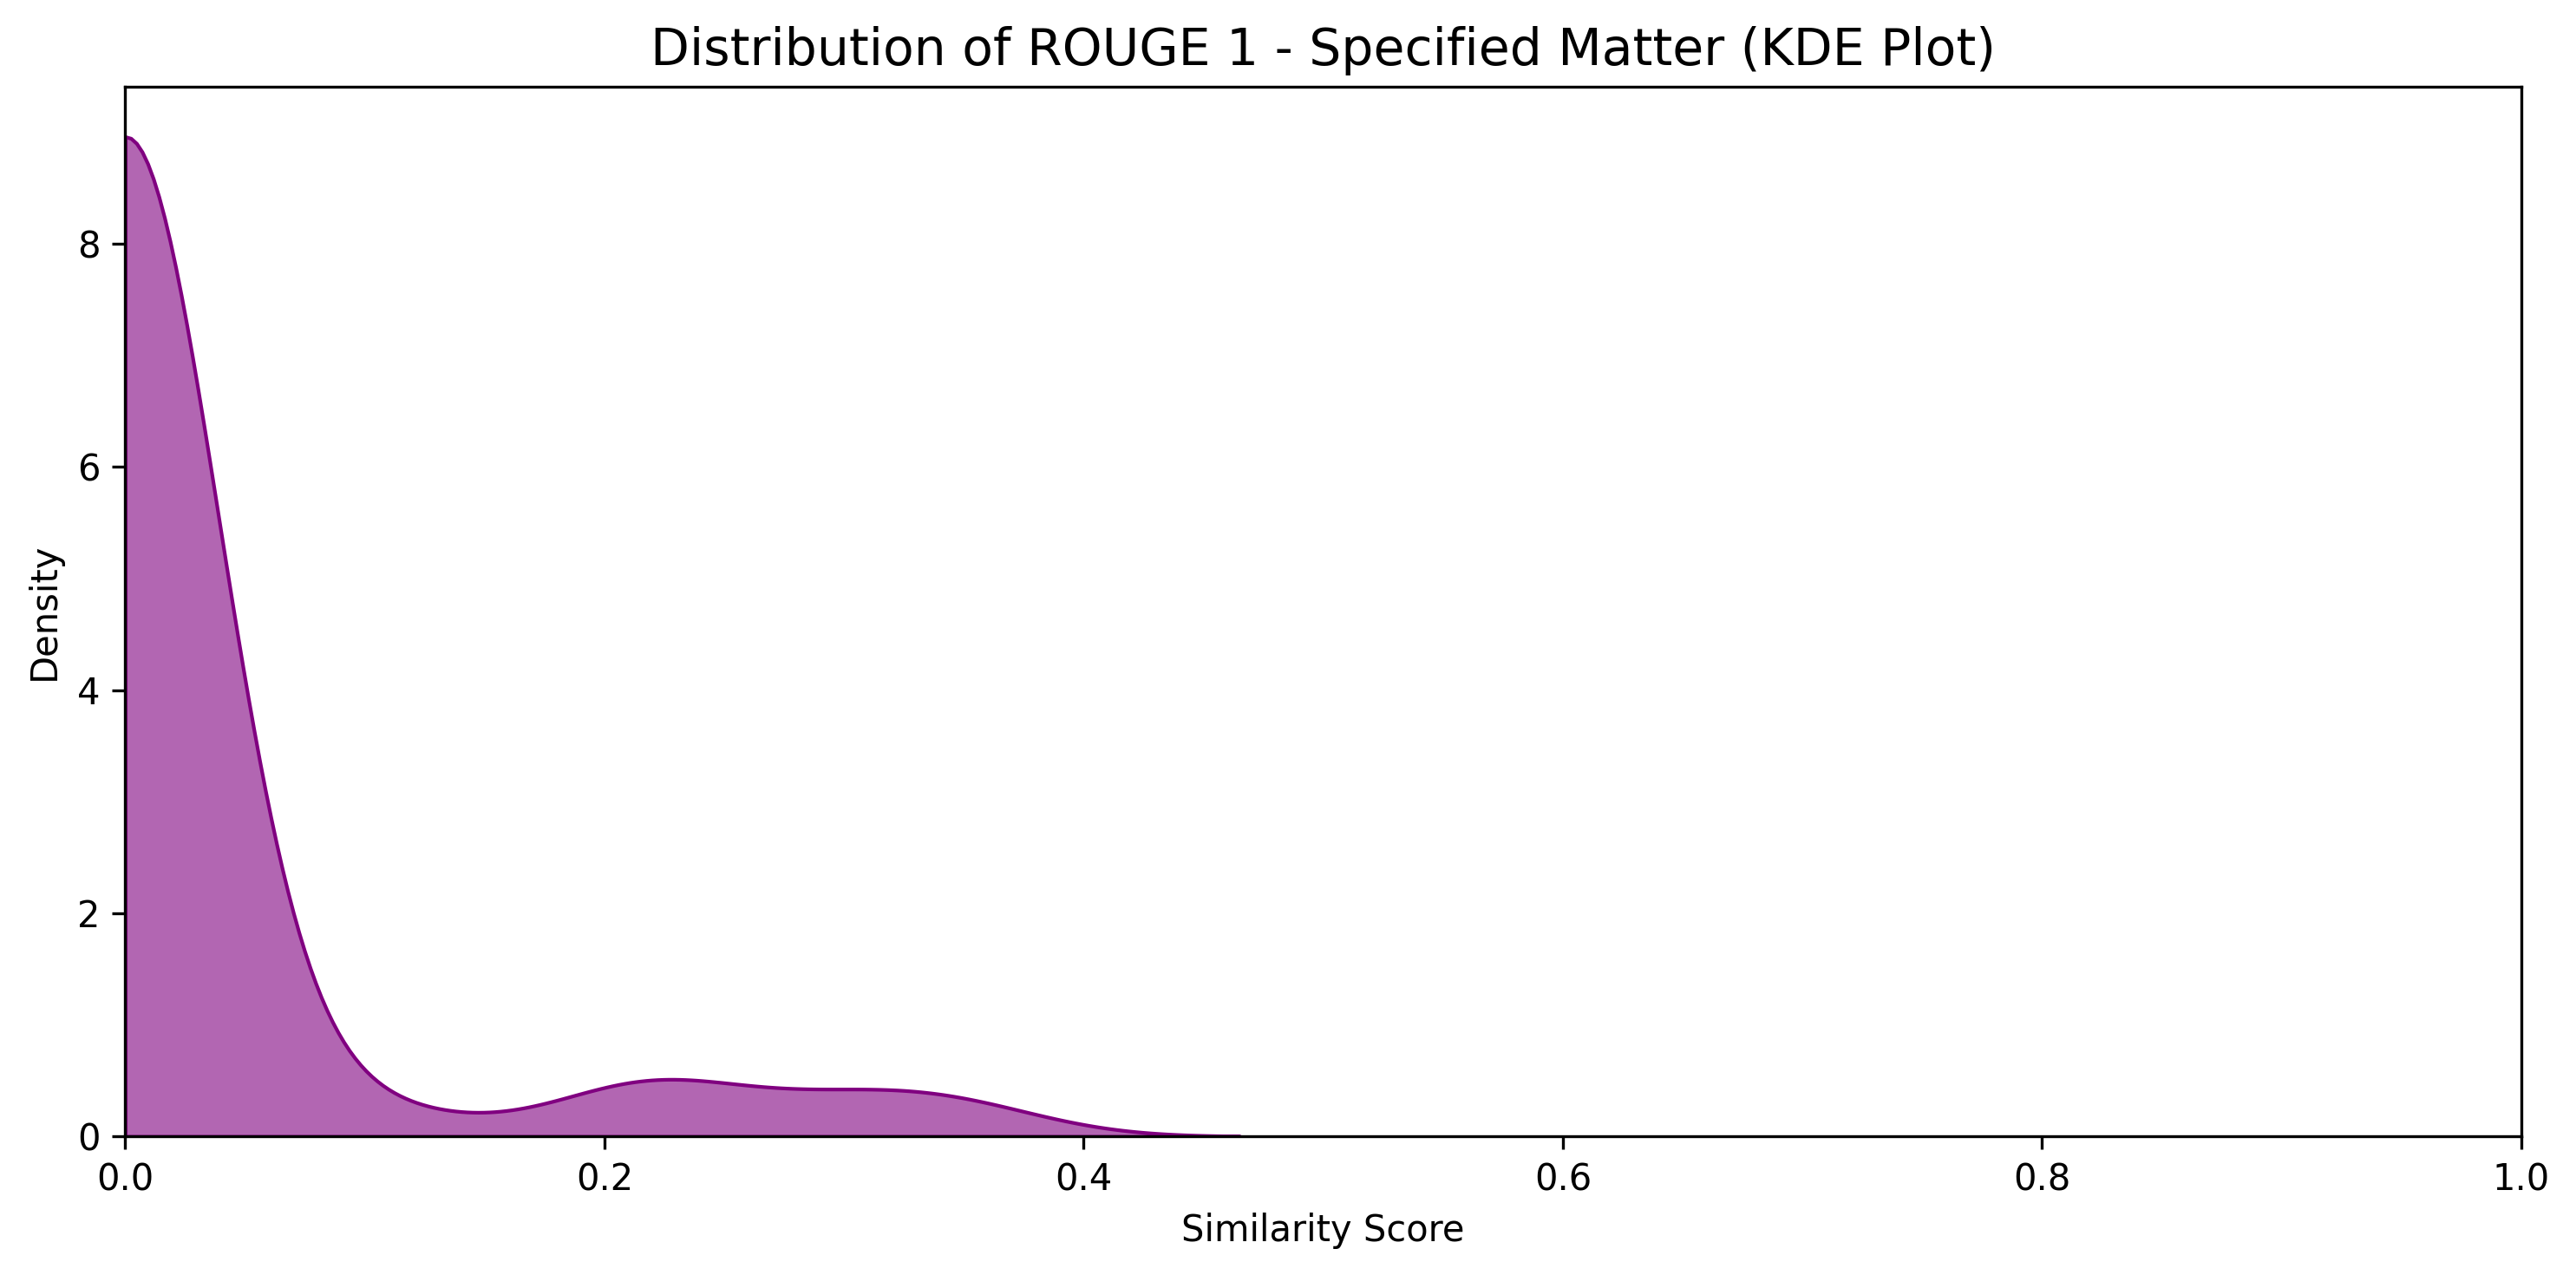 Distribution of ROUGE 1 - Specified Matter (KDE Plot)
Density
8
6
4
2
0
0.0 0.2 0.4 0.6 0.8 1.0
Similarity Score